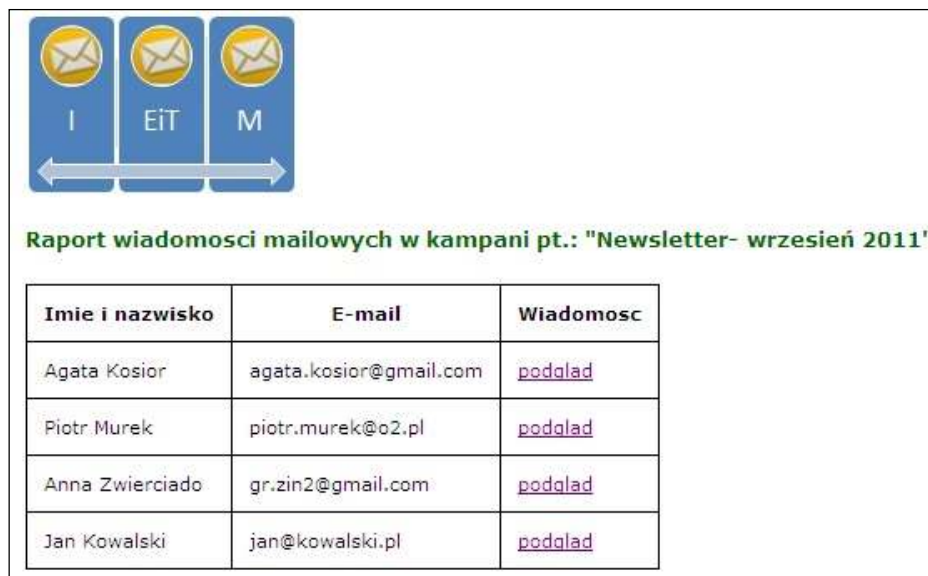 I EiT M
Raport wiadomosci mailowych w kampani pt.: "Newsletter- wrzesień 2011"
Imie i nazwisko E-mail Wiadomosc
Agata Kosior agata.kosior@gmail.com podglad
Piotr Murek piotr.murek@o2.pl podglad
Anna Zwierciado gr.zin2@gmail.com podglad
Jan Kowalski jan@kowalski.pl podglad